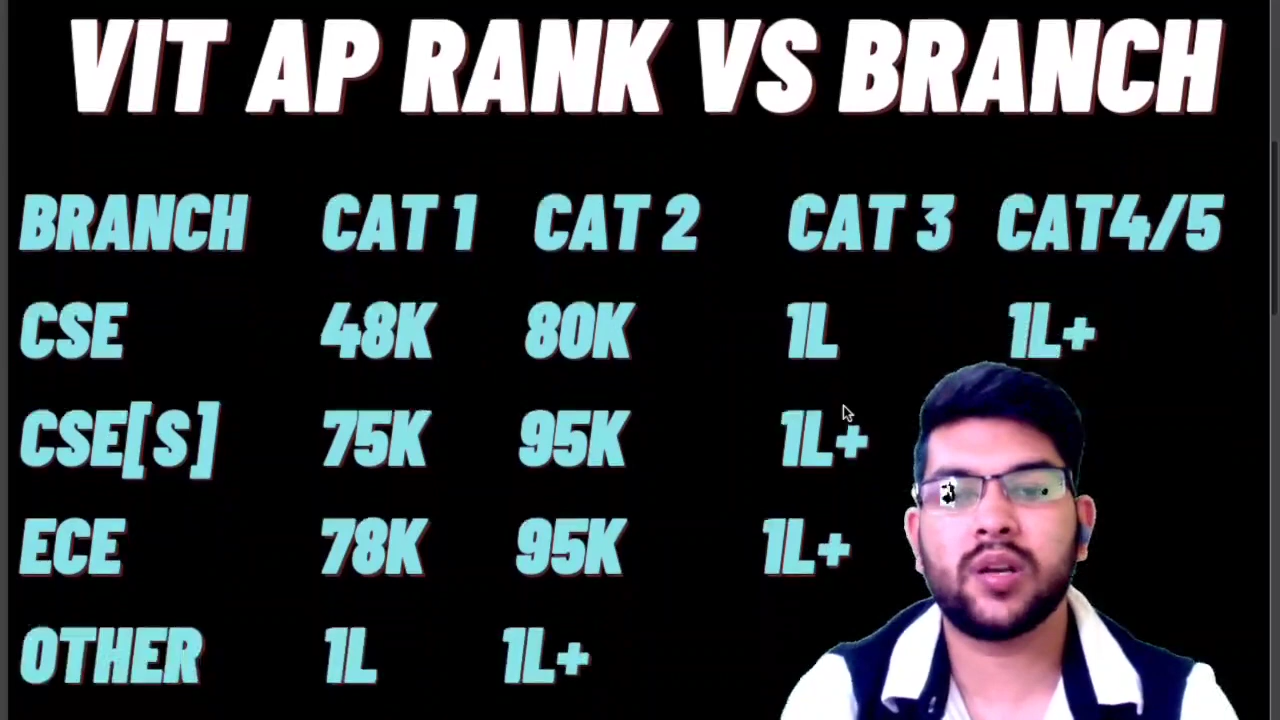 VIT AP RANK VS BRANCH
BRANCH CAT 1 CAT 2 CAT 3 CAT4/5
CSE 48K 80K 1L 1L+
CSE[S] 75K 95K 1L+
ECE 78K 95K 1L+
OTHER 1L 1L+